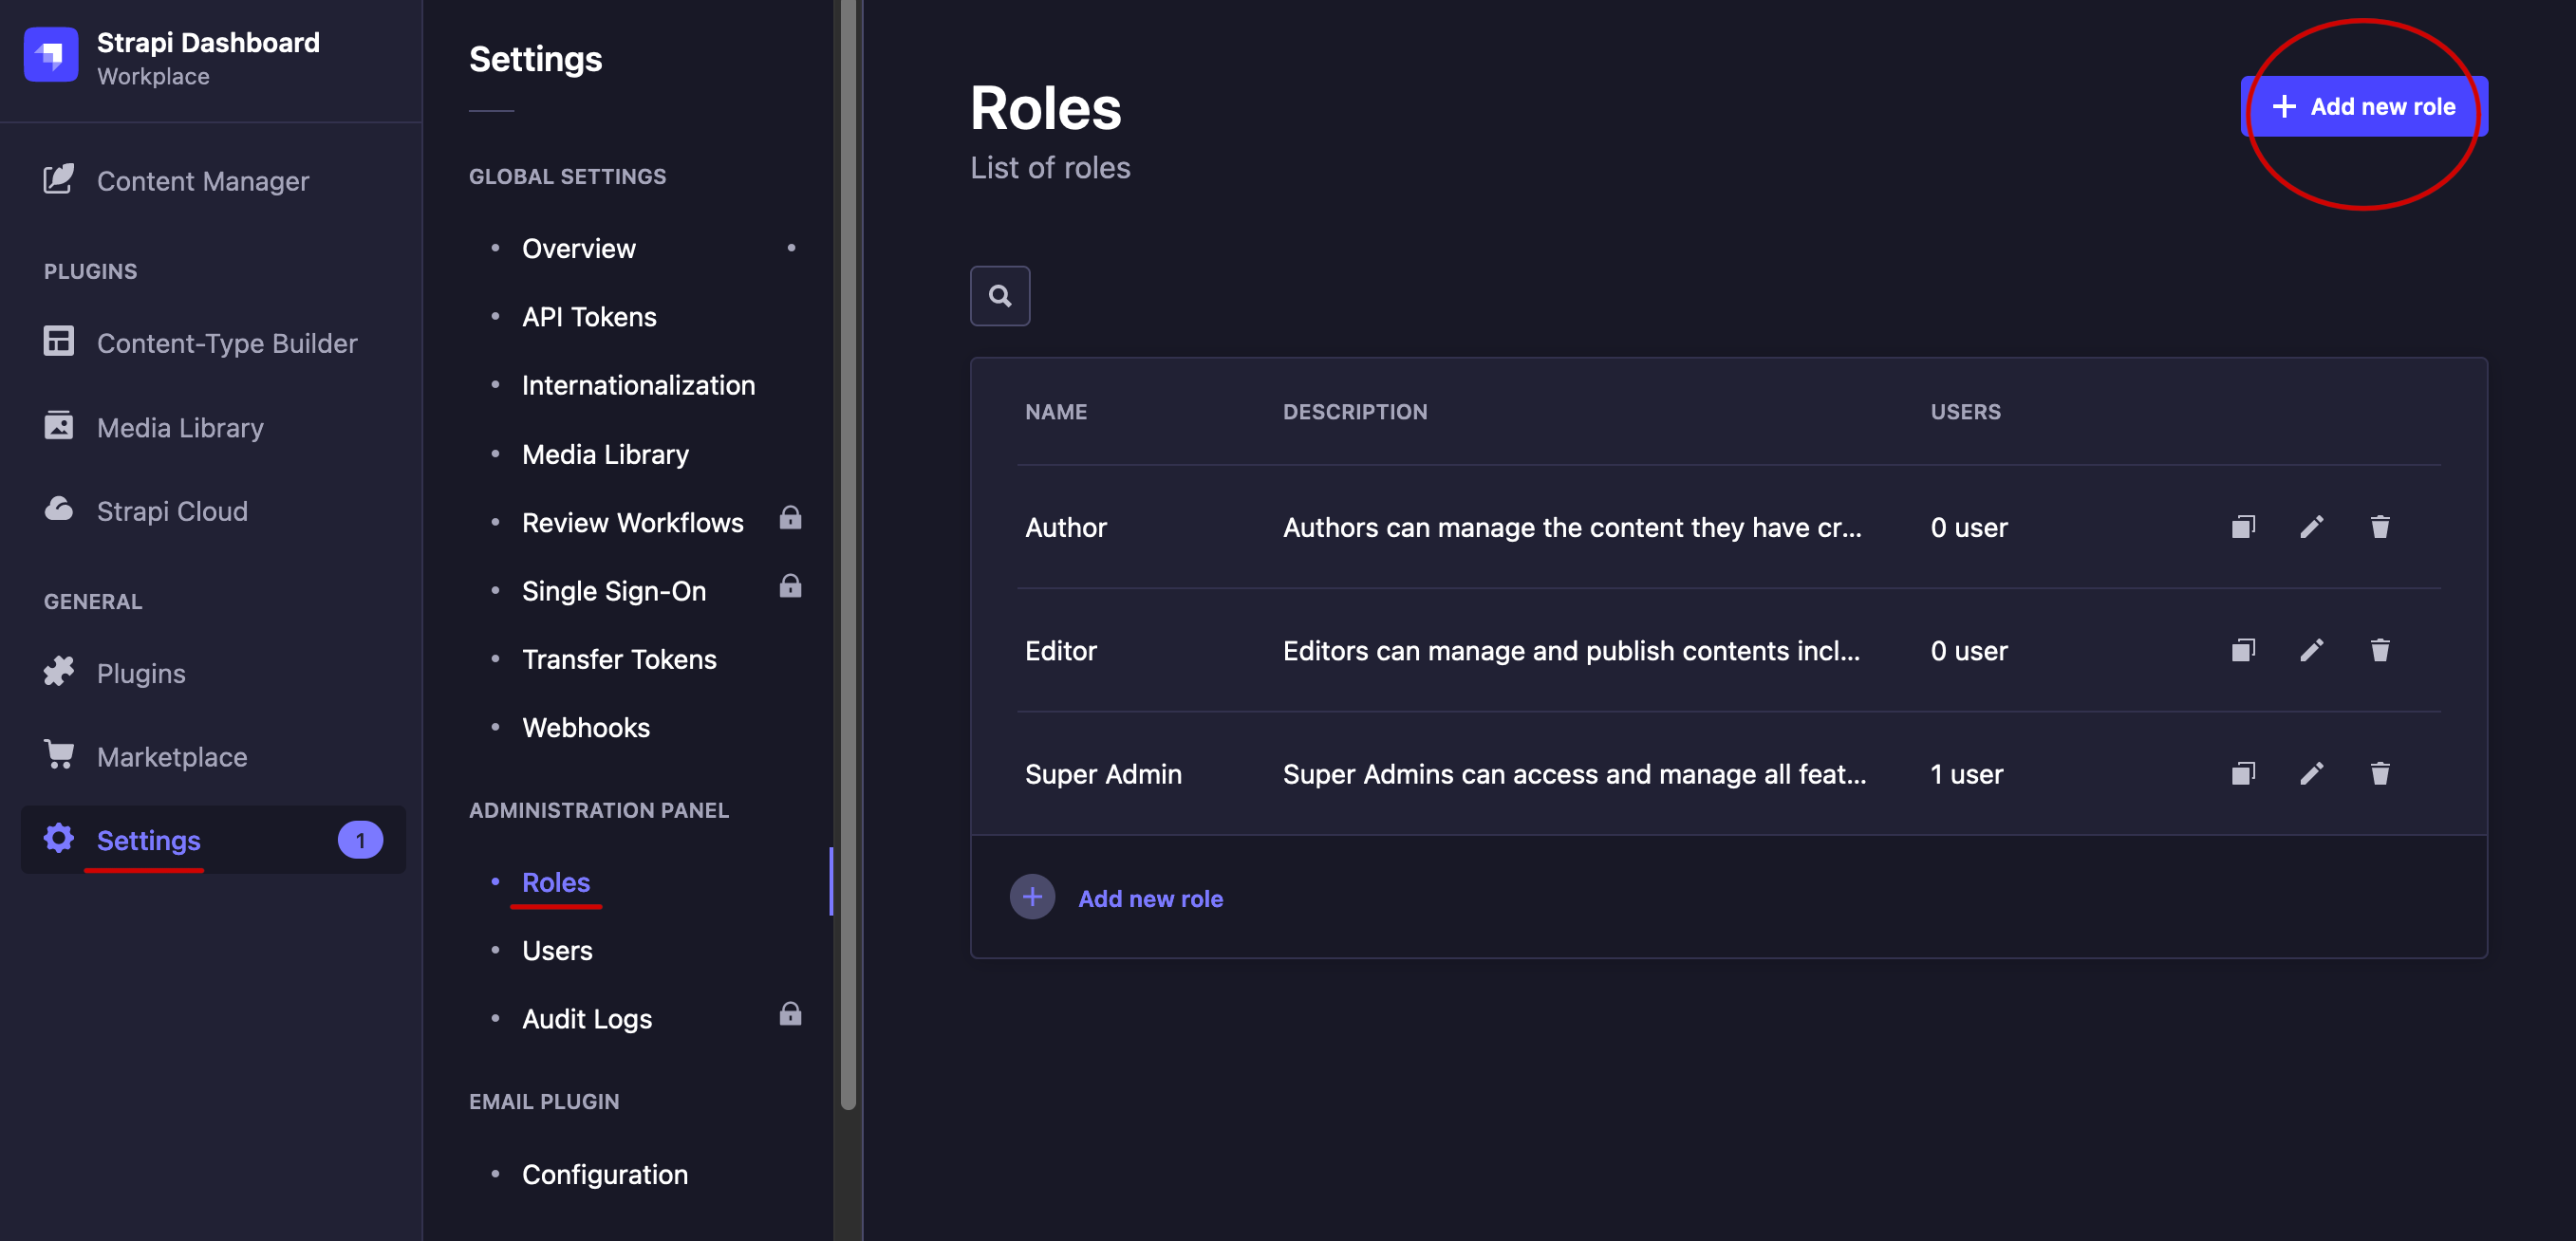 Strapi Dashboard
Workplace
Content Manager
PLUGINS
Content-Type Builder
Media Library
Strapi Cloud
GENERAL
Plugins
Marketplace
Settings 1
Settings
GLOBAL SETTINGS
Overview
API Tokens
Internationalization
Media Library
Review Workflows
Single Sign-On
Transfer Tokens
Webhooks
ADMINISTRATION PANEL
Roles
Users
Audit Logs
EMAIL PLUGIN
Configuration
Roles
List of roles
Add new role
NAME DESCRIPTION USERS
Author Authors can manage the content they have cr... 0 user
Editor Editors can manage and publish contents incl... 0 user
Super Admin Super Admins can access and manage all feat... 1 user
Add new role